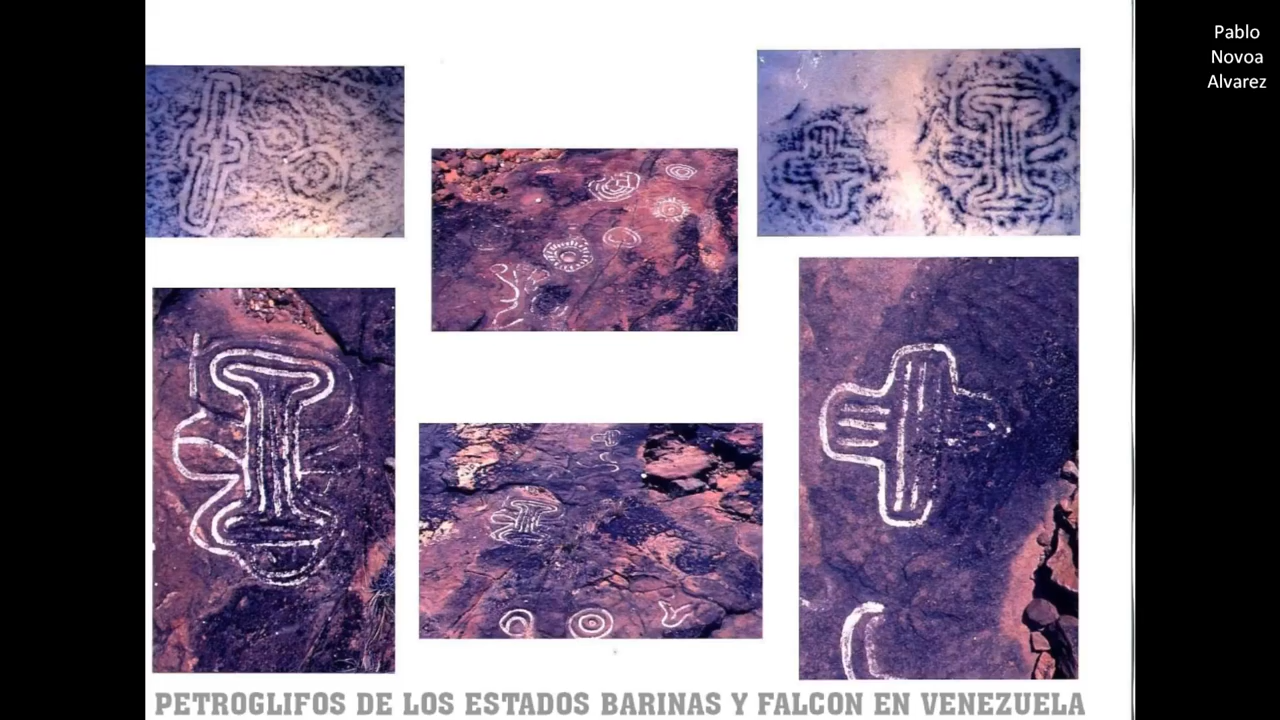 Pablo
Novoa
Alvarez
PETROGLIFOS DE LOS ESTADOS BARINAS Y FALCON EN VENEZUELA